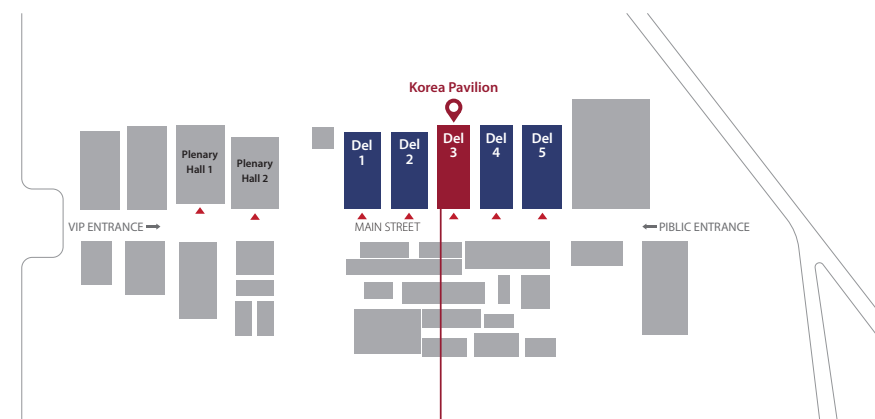 Korea Pavilion
Plenary
Hall 1
Plenary
Hall 2
Del
1
Del
2
Del
3
Del
4
Del
5
VIP ENTRANCE
MAIN STREET
PIBLIC ENTRANCE